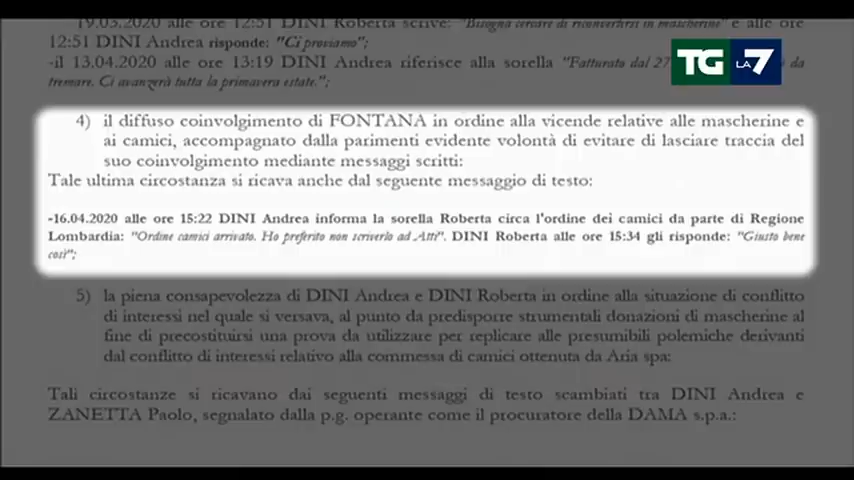 19.03.2020 alle ore 12:51 DINI Roberta scrive: "Bisogna cercare di riconvertirsi in mascherine" e alle ore
12:51 DINI Andrea risponde: "Ci proviamo";
-il 13.04.2020 alle ore 13:19 DINI Andrea riferisce alla sorella "Fatturato dal 27 da
tremare. Ci avanzerà tutta la primavera estate.";
TG LA7
4) il diffuso coinvolgimento di FONTANA in ordine alla vicende relative alle mascherine e
ai camici, accompagnato dalla parimenti evidente volontà di evitare di lasciare traccia del
suo coinvolgimento mediante messaggi scritti:
Tale ultima circostanza si ricava anche dal seguente messaggio di testo:
-16.04.2020 alle ore 15:22 DINI Andrea informa la sorella Roberta circa l'ordine dei camici da parte di Regione
Lombardia: "Ordine camici arrivato. Ho preferito non scriverlo ad Atti". DINI Roberta alle ore 15:34 gli risponde: "Giusto bene
così";
5) la piena consapevolezza di DINI Andrea e DINI Roberta in ordine alla situazione di conflitto
di interessi nel quale si versava, al punto da predisporre strumentali donazioni di mascherine al
fine di precostituirsi una prova da utilizzare per replicare alle presumibili polemiche derivanti
dal conflitto di interessi relativo alla commessa di camici ottenuta da Aria spa:
Tali circostanze si ricavano dai seguenti messaggi di testo scambiati tra DINI Andrea e
ZANETTA Paolo, segnalato dalla p.g. operante come il procuratore della DAMA s.p.a.: